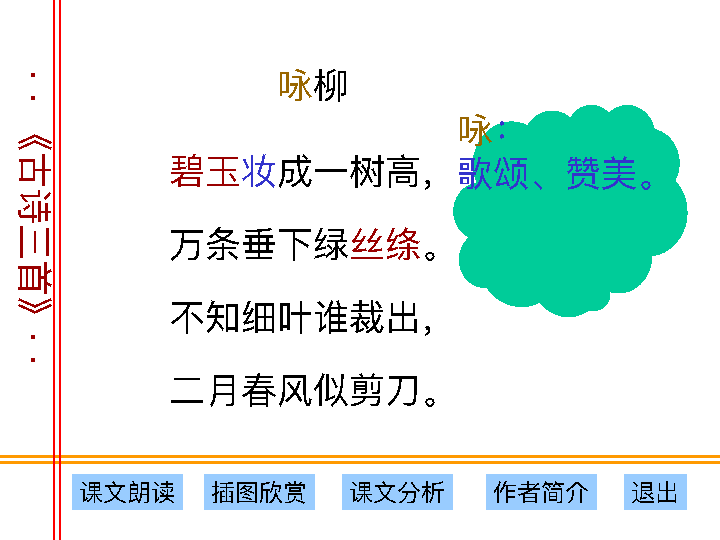 ：《古诗三首》：
咏柳
咏：
歌颂、赞美。
碧玉妆成一树高，
万条垂下绿丝绦。
不知细叶谁裁出，
二月春风似剪刀。
课文朗读
插图欣赏
课文分析
作者简介
退出